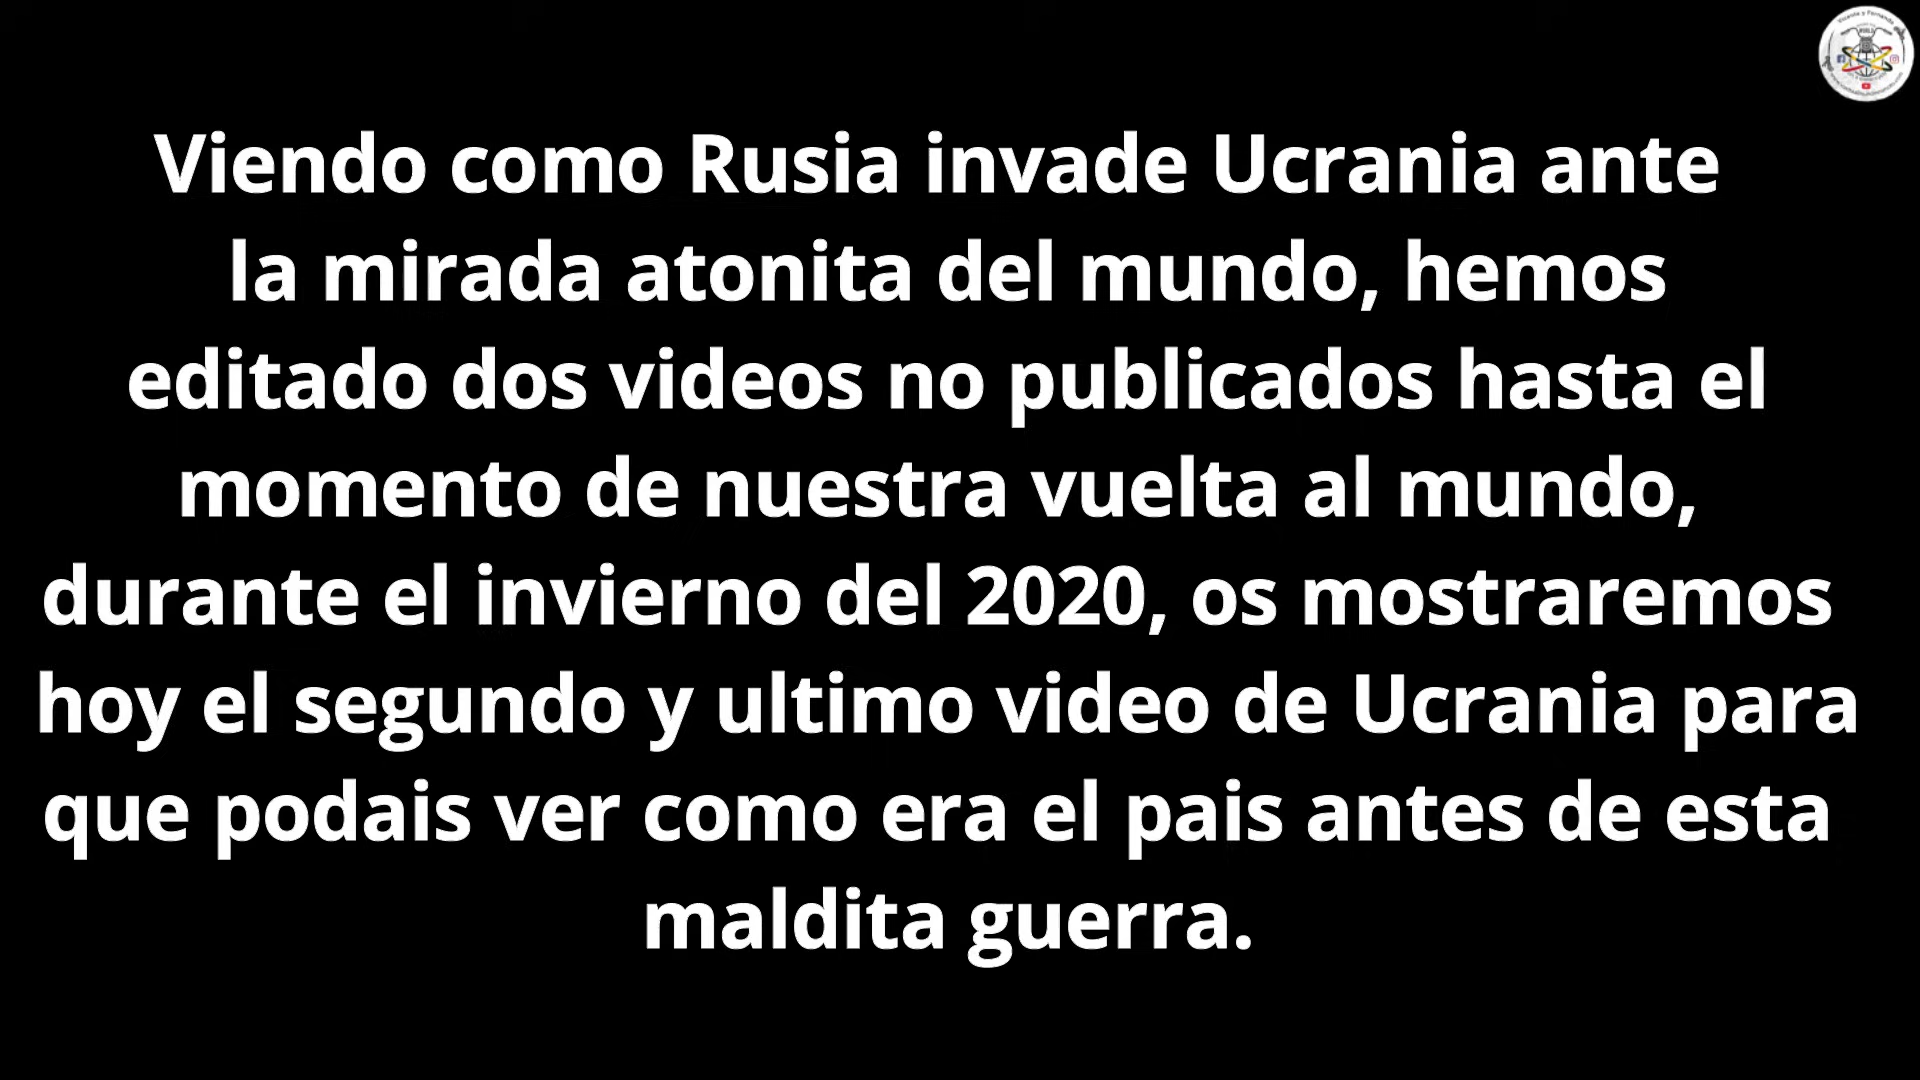 Viendo como Rusia invade Ucrania ante
la mirada atonita del mundo, hemos
editado dos videos no publicados hasta el
momento de nuestra vuelta al mundo,
durante el invierno del 2020, os mostraremos
hoy el segundo y ultimo video de Ucrania para
que podais ver como era el pais antes de esta
maldita guerra.